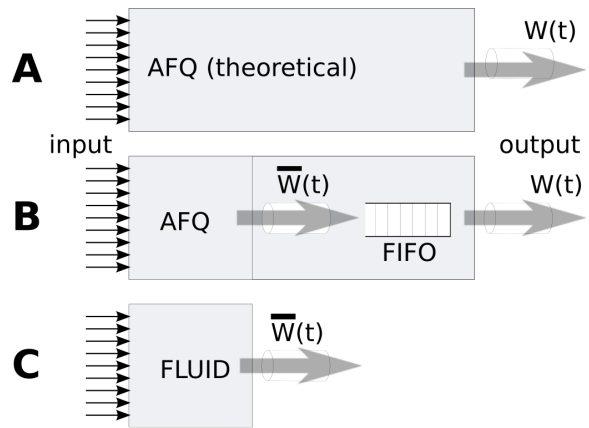 W(t)
A
AFQ (theoretical)
input
output
W̅(t)
W(t)
B
AFQ
FIFO
W̅(t)
C
FLUID